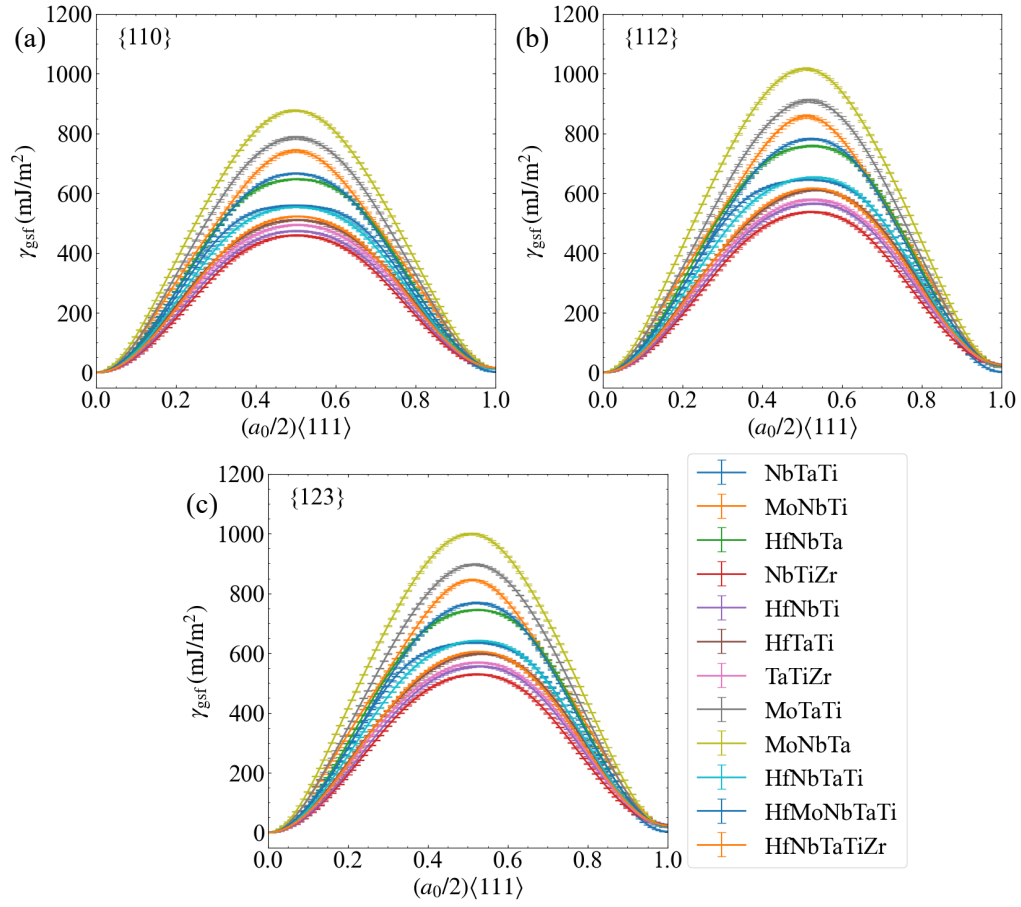 (a)
{110}
1200
1000
800
600
400
200
0
γgsf (mJ/m²)
0.0 0.2 0.4 0.6 0.8 1.0
(a₀/2)⟨111⟩
(b)
{112}
1200
1000
800
600
400
200
0
γgsf (mJ/m²)
0.0 0.2 0.4 0.6 0.8 1.0
(a₀/2)⟨111⟩
(c)
{123}
1200
1000
800
600
400
200
0
γgsf (mJ/m²)
0.0 0.2 0.4 0.6 0.8 1.0
(a₀/2)⟨111⟩
NbTaTi
MoNbTi
HfNbTa
NbTiZr
HfNbTi
HfTaTi
TaTiZr
MoTaTi
MoNbTa
HfNbTaTi
HfMoNbTaTi
HfNbTaTiZr